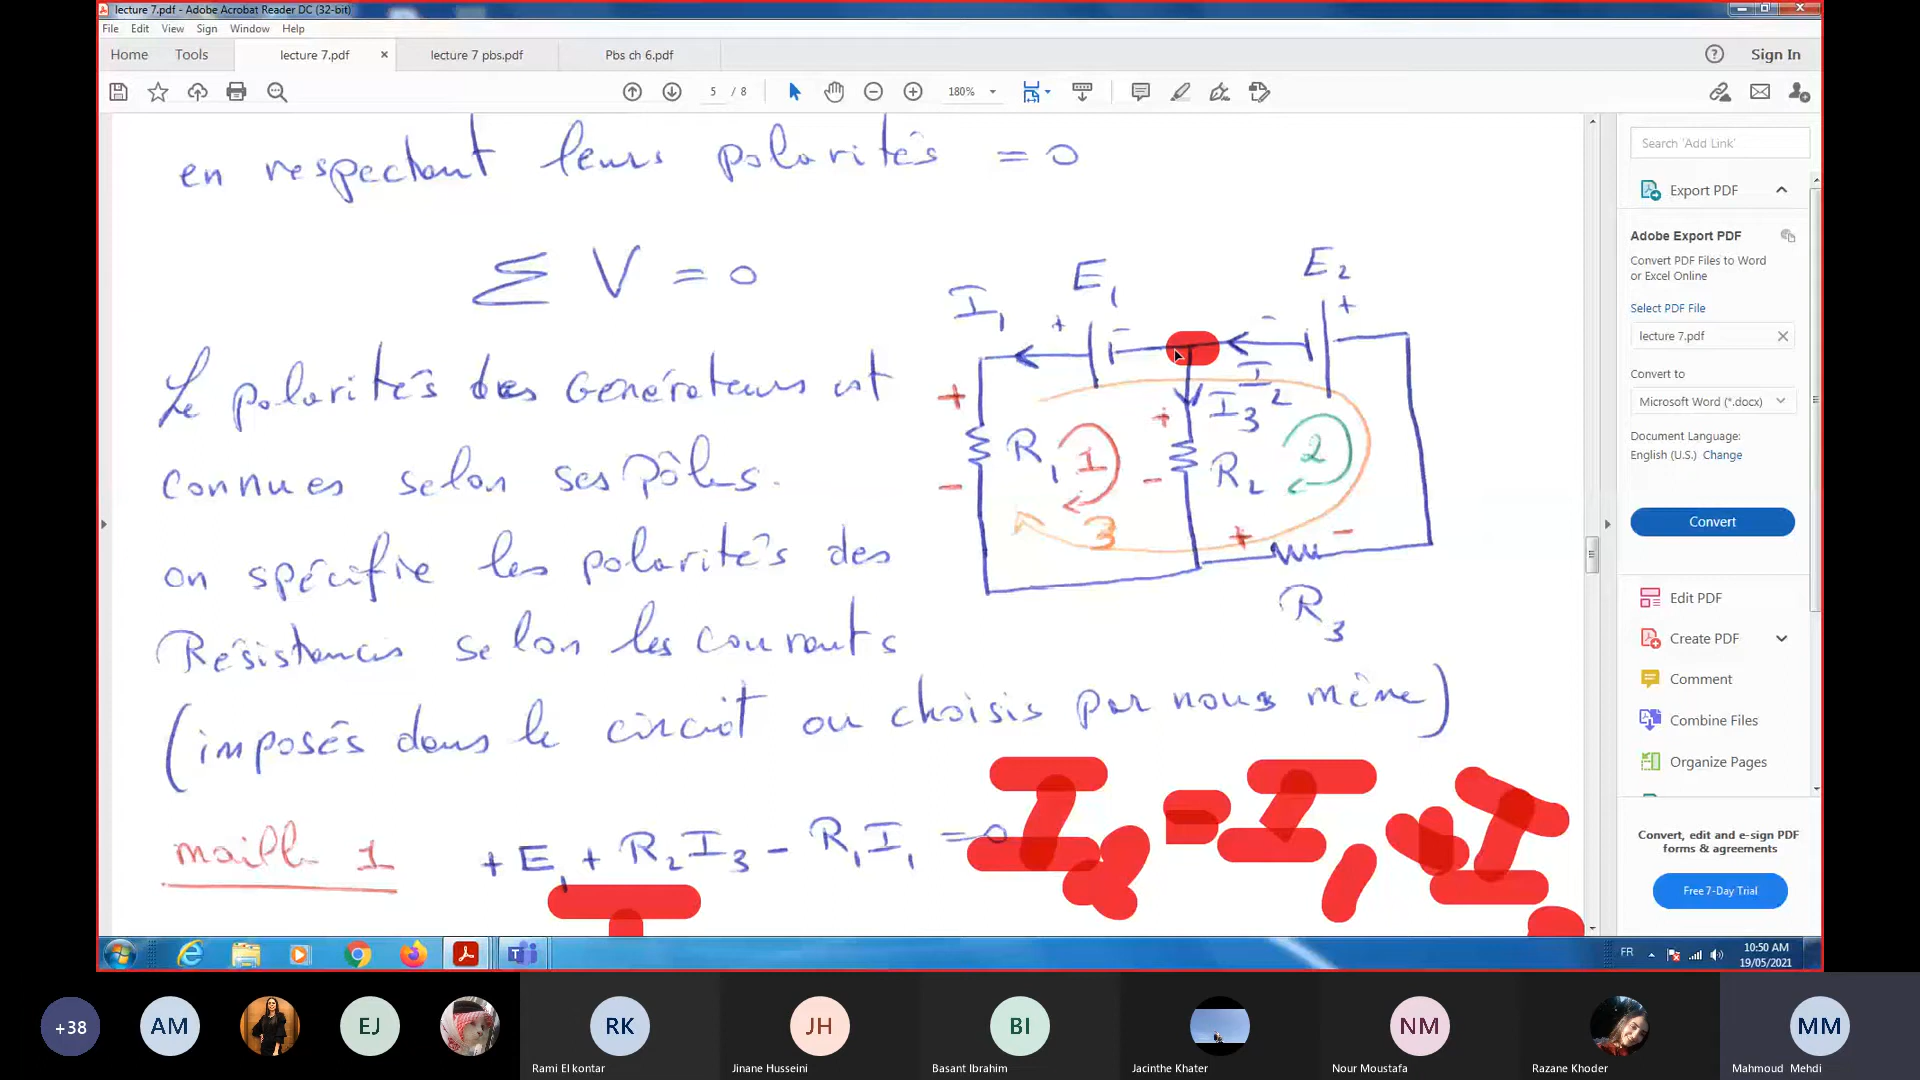 lecture 7.pdf - Adobe Acrobat Reader DC (32-bit)
File Edit View Sign Window Help
Home Tools lecture 7.pdf × lecture 7 pbs.pdf Pbs ch 6.pdf Sign In
5 / 8 180%
en respectant leurs polarités = 0
Σ V = 0
Le polarités des Générateurs est
connues selon ses pôles.
on spécifie les polarités des
Résistances selon les courants
(imposés dans le circuit ou choisis par nous même)
maille 1 + E₁ + R₂I₃ - R₁I₁ = 0
I₁ E₁ E₂
+ - - +
I₂
I₃
+ + 
R₁ 1 R₂ 2
- -
3 + -
R₃
I₂ = I₁ + I
Search 'Add Link'
Export PDF
Adobe Export PDF
Convert PDF Files to Word
or Excel Online
Select PDF File
lecture 7.pdf
Convert to
Microsoft Word (*.docx)
Document Language:
English (U.S.) Change
Convert
Edit PDF
Create PDF
Comment
Combine Files
Organize Pages
Convert, edit and e-sign PDF
forms & agreements
Free 7-Day Trial
FR 10:50 AM
19/05/2021
+38 AM EJ RK JH BI NM MM
Rami El kontar Jinane Husseini Basant Ibrahim Jacinthe Khater Nour Moustafa Razane Khoder Mahmoud Mehdi